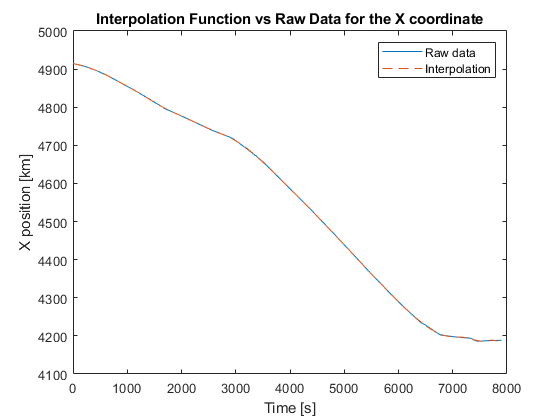 Interpolation Function vs Raw Data for the X coordinate
5000
4900
4800
4700
4600
4500
4400
4300
4200
4100
X position [km]
Raw data
Interpolation
0 1000 2000 3000 4000 5000 6000 7000 8000
Time [s]